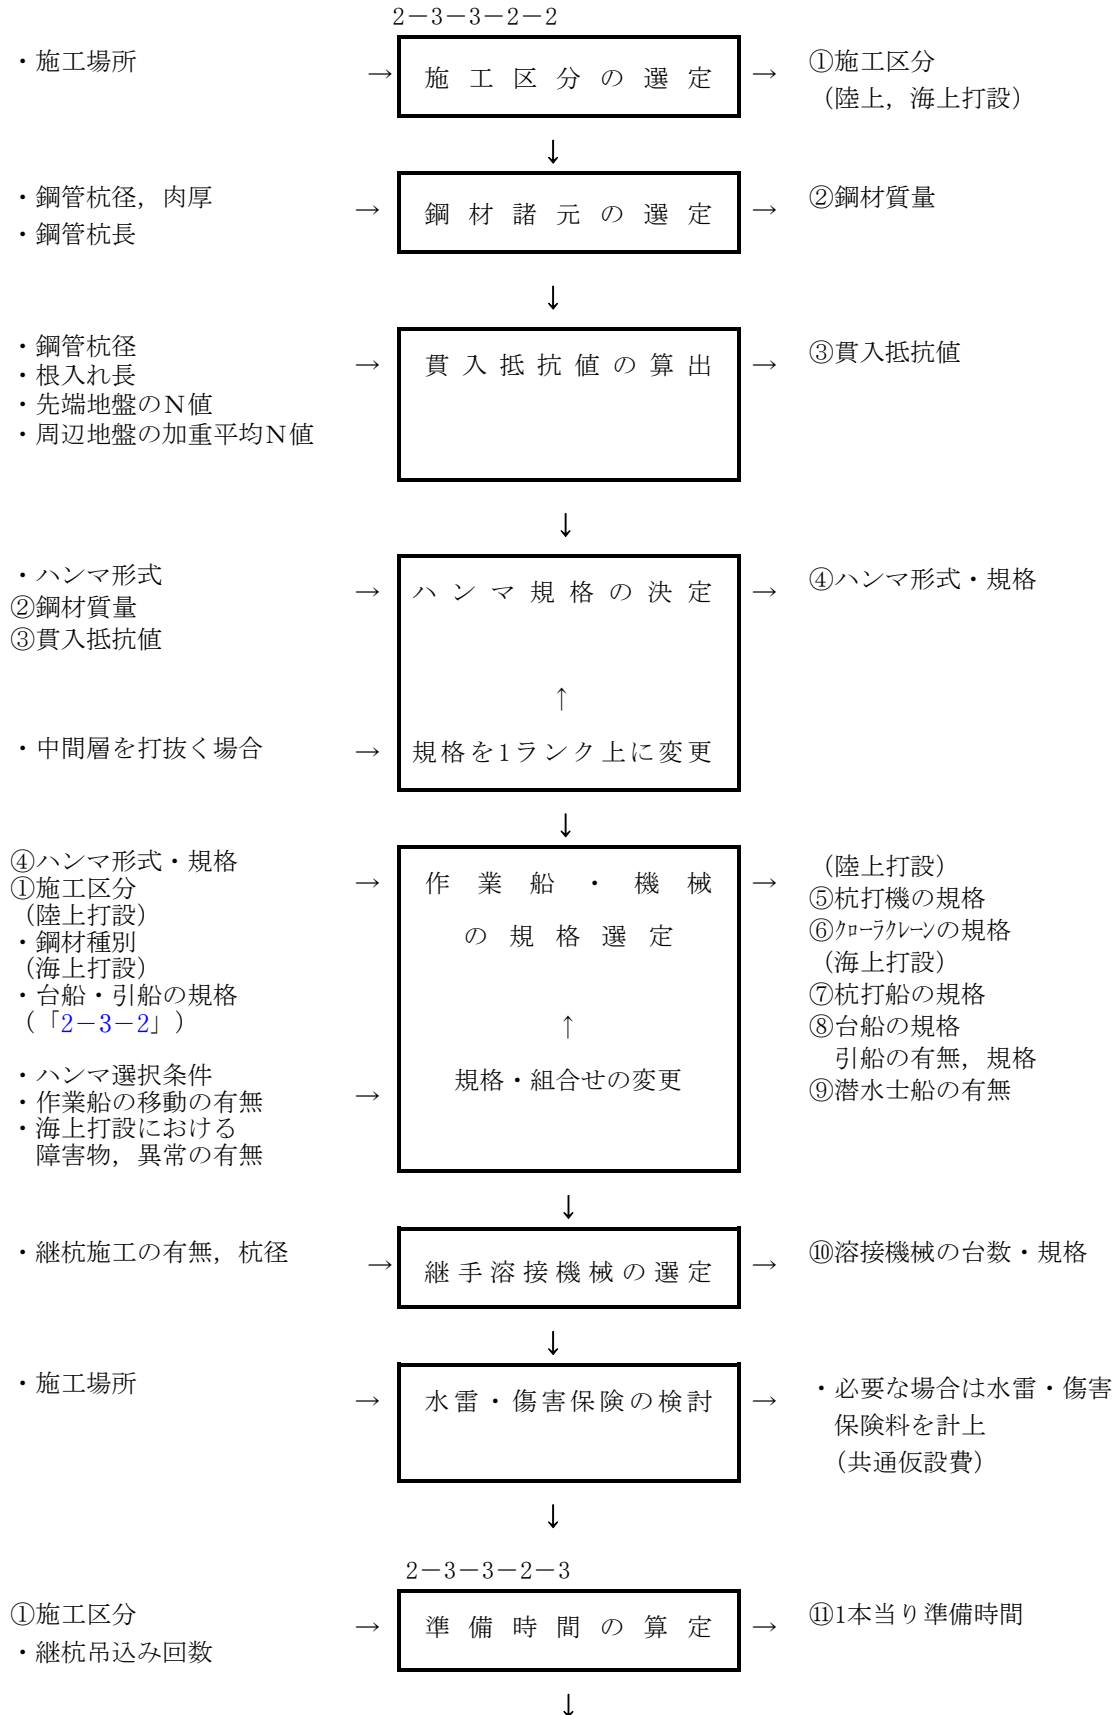 2－3－3－2－2
・施工場所
→
施工区分の選定
→
①施工区分
（陸上，海上打設）
↓
・鋼管杭径，肉厚
・鋼管杭長
→
鋼材諸元の選定
→
②鋼材質量
↓
・鋼管杭径
・根入れ長
・先端地盤のＮ値
・周辺地盤の加重平均Ｎ値
→
貫入抵抗値の算出
→
③貫入抵抗値
↓
・ハンマ形式
②鋼材質量
③貫入抵抗値
→
ハンマ規格の決定
→
④ハンマ形式・規格
↑
・中間層を打抜く場合
→
規格を1ランク上に変更
↓
④ハンマ形式・規格
①施工区分
（陸上打設）
・鋼材種別
（海上打設）
・台船・引船の規格
（「2－3－2」）
→
作業船・機械
の規格選定
→
（陸上打設）
⑤杭打機の規格
⑥ｸﾛｰﾗｸﾚｰﾝの規格
（海上打設）
⑦杭打船の規格
⑧台船の規格
引船の有無，規格
⑨潜水士船の有無
↑
・ハンマ選択条件
・作業船の移動の有無
・海上打設における
障害物，異常の有無
→
規格・組合せの変更
↓
・継杭施工の有無，杭径
→
継手溶接機械の選定
→
⑩溶接機械の台数・規格
↓
・施工場所
→
水雷・傷害保険の検討
→
・必要な場合は水雷・傷害
保険料を計上
（共通仮設費）
↓
2－3－3－2－3
①施工区分
・継杭吊込み回数
→
準備時間の算定
→
⑪1本当り準備時間
↓